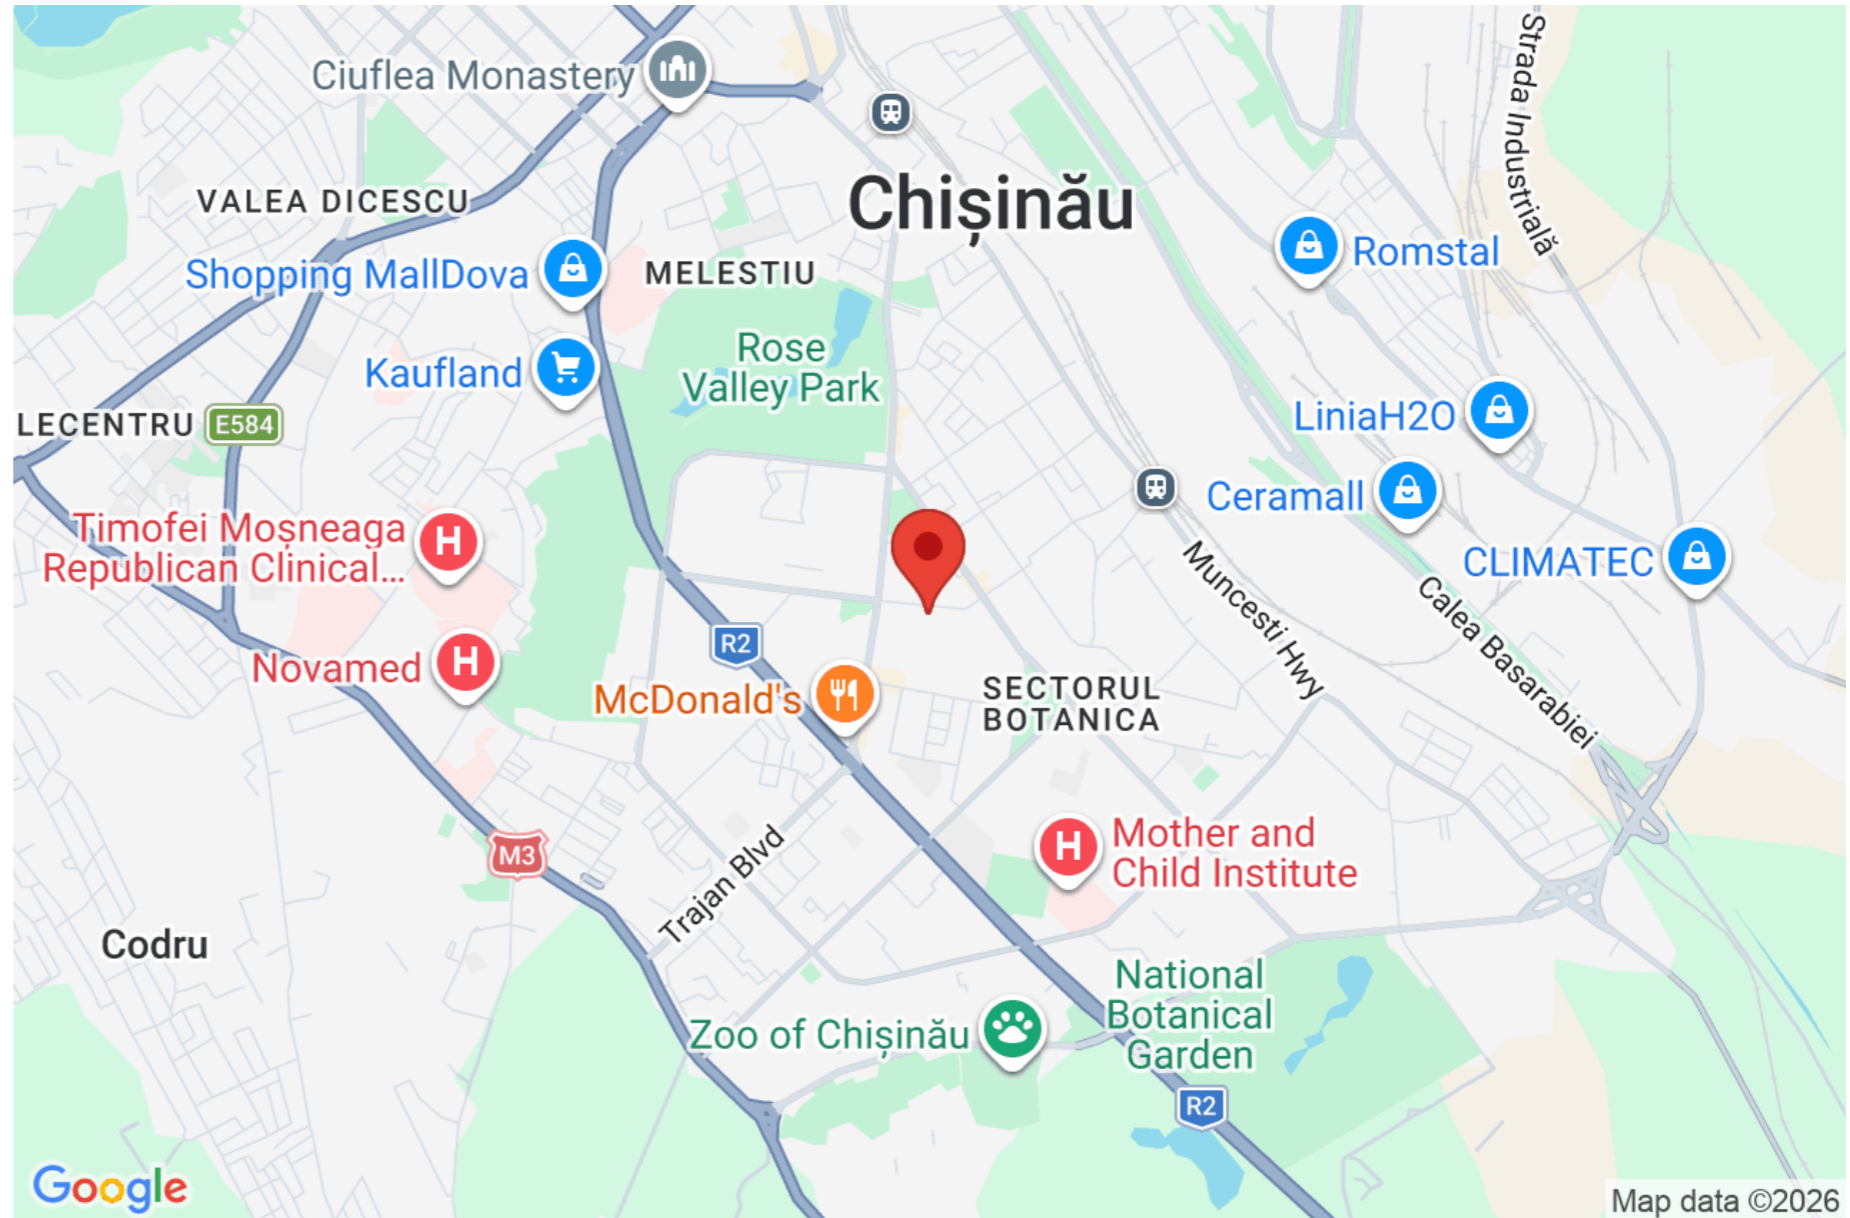 Ciuflea Monastery
Strada Industrială
VALEA DICESCU
Chișinău
Romstal
Shopping MallDova
MELESTIU
Rose
Valley Park
Kaufland
LECENTRU
E584
LiniaH2O
Ceramall
Timofei Moșneaga
Republican Clinical...
CLIMATEC
Muncesti Hwy
Calea Basarabiei
R2
Novamed
McDonald's
SECTORUL
BOTANICA
M3
Trajan Blvd
Mother and
Child Institute
Codru
National
Botanical
Garden
Zoo of Chișinău
R2
Google
Map data ©2026